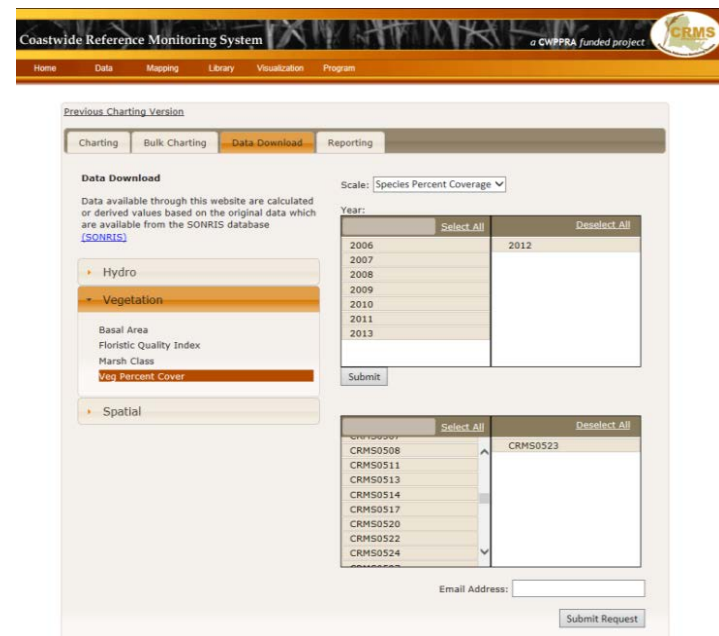 Coastwide Reference Monitoring System
a CWPPRA funded project
CRMS
Home Data Mapping Library Visualization Program
Previous Charting Version
Charting Bulk Charting Data Download Reporting
Data Download
Data available through this website are calculated
or derived values based on the original data which
are available from the SONRIS database
(SONRIS)
Hydro
Vegetation
Basal Area
Floristic Quality Index
Marsh Class
Veg Percent Cover
Spatial
Scale: Species Percent Coverage
Year:
Select All Deselect All
2006 2012
2007
2008
2009
2010
2011
2013
Submit
Select All Deselect All
CRMS0508 CRMS0523
CRMS0511
CRMS0513
CRMS0514
CRMS0517
CRMS0520
CRMS0522
CRMS0524
Email Address:
Submit Request